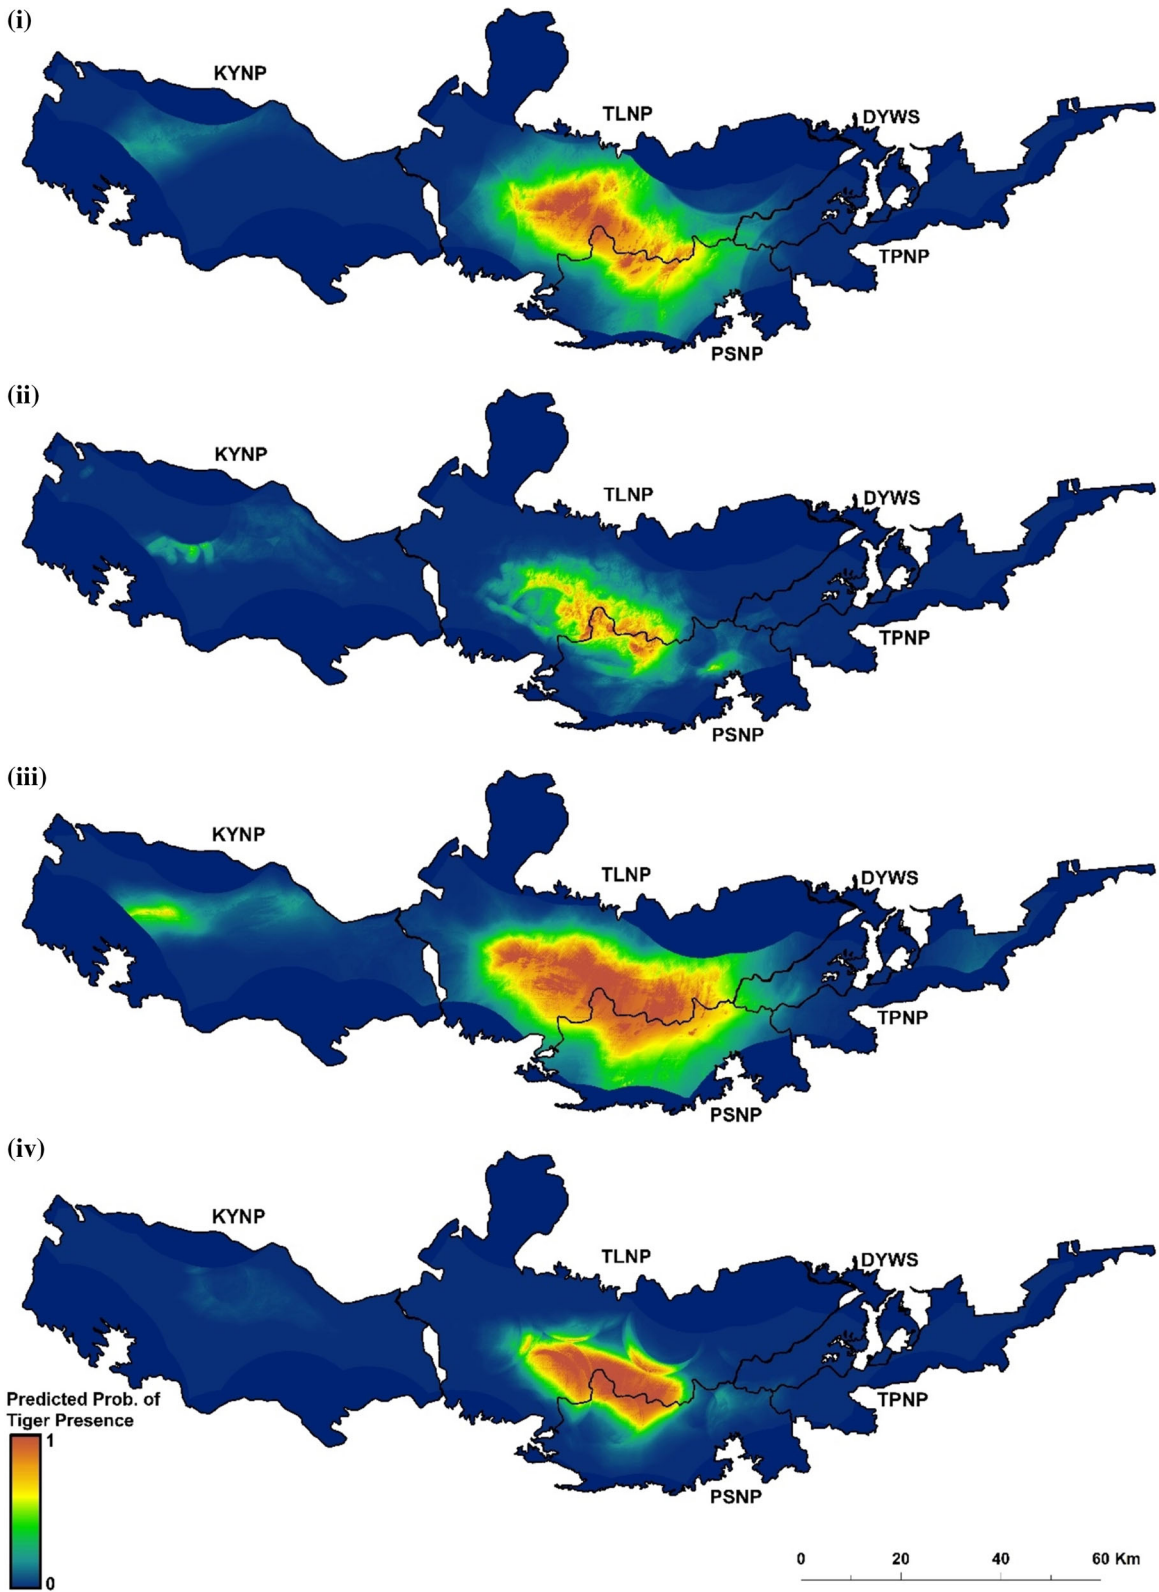 (i)
KYNP
TLNP
DYWS
TPNP
PSNP
(ii)
KYNP
TLNP
DYWS
TPNP
PSNP
(iii)
KYNP
TLNP
DYWS
TPNP
PSNP
(iv)
KYNP
TLNP
DYWS
TPNP
PSNP
Predicted Prob. of
Tiger Presence
1
0
0 20 40 60 Km